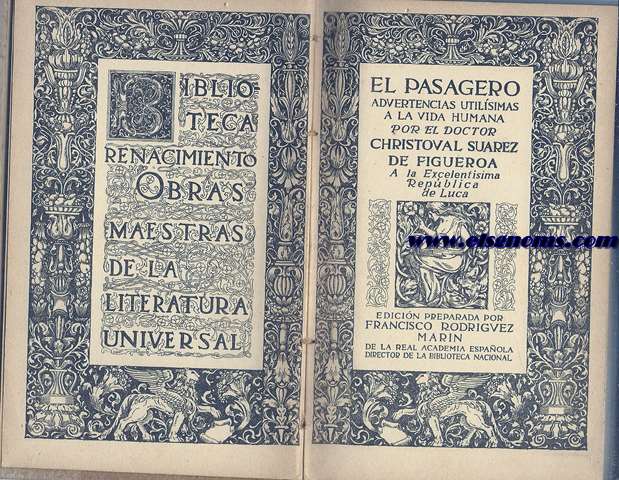 BIBLIO-
TECA
RENACIMIENTO
OBRAS
MAESTRAS
DE LA
LITERATURA
UNIVERSAL
EL PASAGERO
ADVERTENCIAS UTILÍSIMAS
A LA VIDA HUMANA
POR EL DOCTOR
CHRISTOVAL SUAREZ
DE FIGUEROA
A la Excelentísima
República
de Luca
www.elsenoms.com
EDICIÓN PREPARADA POR
FRANCISCO RODRIGVEZ
MARIN
DE LA REAL ACADEMIA ESPAÑOLA
DIRECTOR DE LA BIBLIOTECA NACIONAL